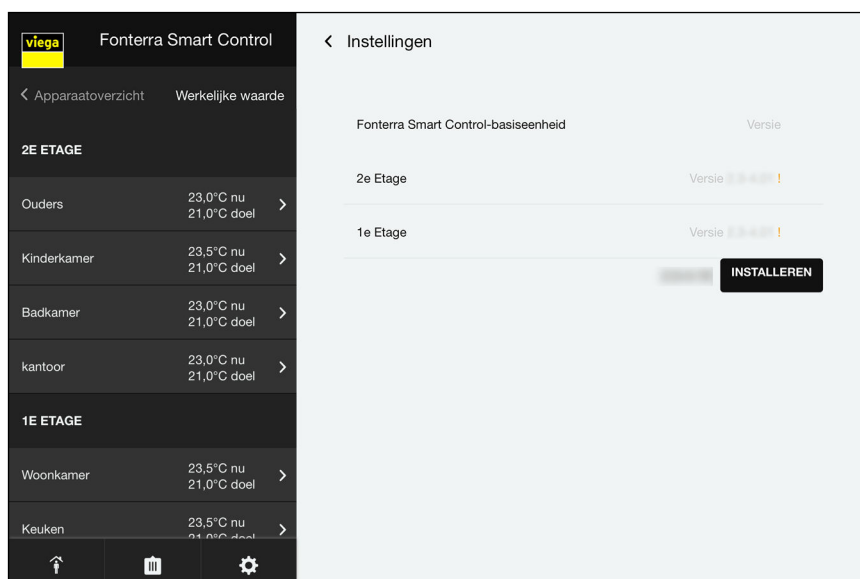 viega
Fonterra Smart Control
Apparaatoverzicht
Werkelijke waarde
2E ETAGE
Ouders
23,0°C nu
21,0°C doel
Kinderkamer
23,5°C nu
21,0°C doel
Badkamer
23,0°C nu
21,0°C doel
kantoor
23,0°C nu
21,0°C doel
1E ETAGE
Woonkamer
23,5°C nu
21,0°C doel
Keuken
23,5°C nu
21,0°C doel
Instellingen
Fonterra Smart Control-basiseenheid
Versie
2e Etage
Versie !
1e Etage
Versie !
INSTALLEREN